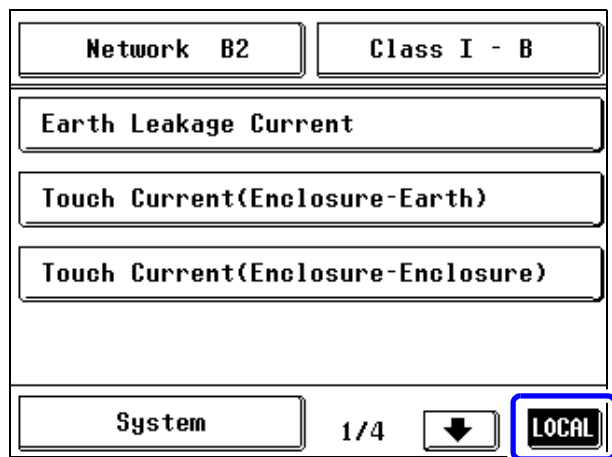 Network B2 Class I - B
Earth Leakage Current
Touch Current(Enclosure-Earth)
Touch Current(Enclosure-Enclosure)
System 1/4 LOCAL